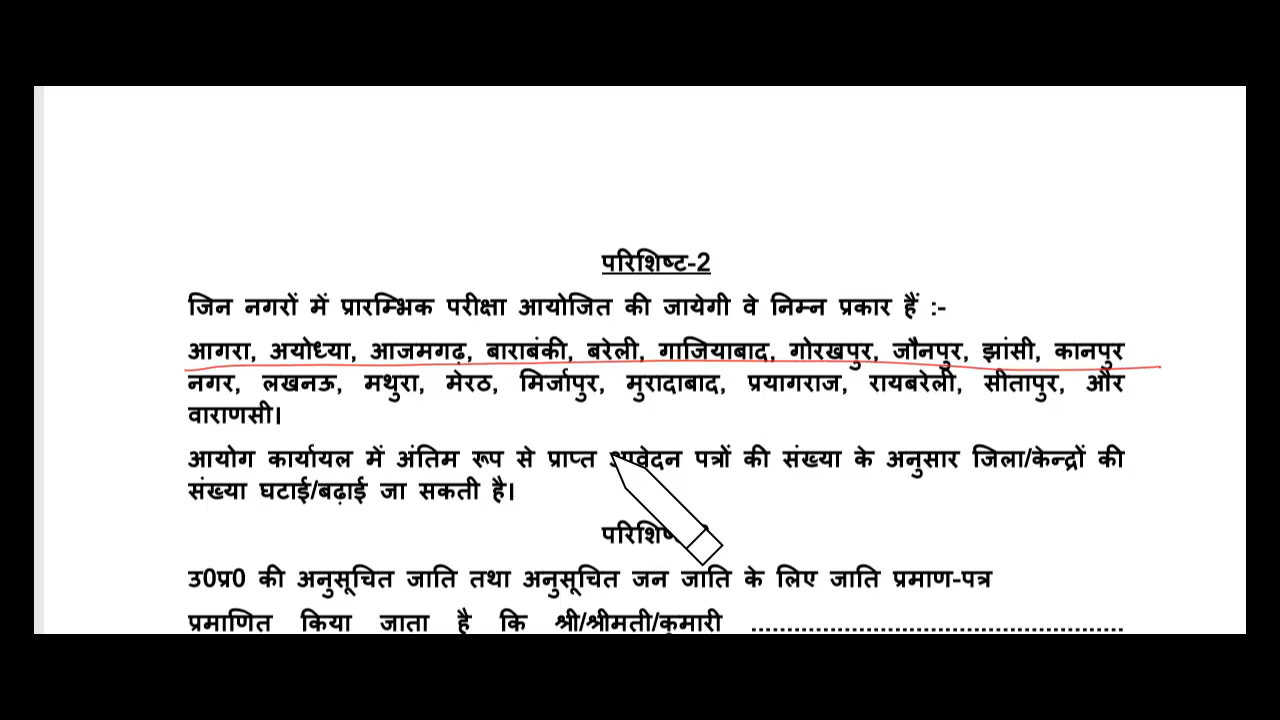 परिशिष्ट-2
जिन नगरों में प्रारम्भिक परीक्षा आयोजित की जायेगी वे निम्न प्रकार हैं :-
आगरा, अयोध्या, आजमगढ़, बाराबंकी, बरेली, गाजियाबाद, गोरखपुर, जौनपुर, झांसी, कानपुर
नगर, लखनऊ, मथुरा, मेरठ, मिर्जापुर, मुरादाबाद, प्रयागराज, रायबरेली, सीतापुर, और
वाराणसी।
आयोग कार्यायल में अंतिम रूप से प्राप्त आवेदन पत्रों की संख्या के अनुसार जिला/केन्द्रों की
संख्या घटाई/बढ़ाई जा सकती है।
उ0प्र0 की अनुसूचित जाति तथा अनुसूचित जन जाति के लिए जाति प्रमाण-पत्र
प्रमाणित किया जाता है कि श्री/श्रीमती/कुमारी ................................................